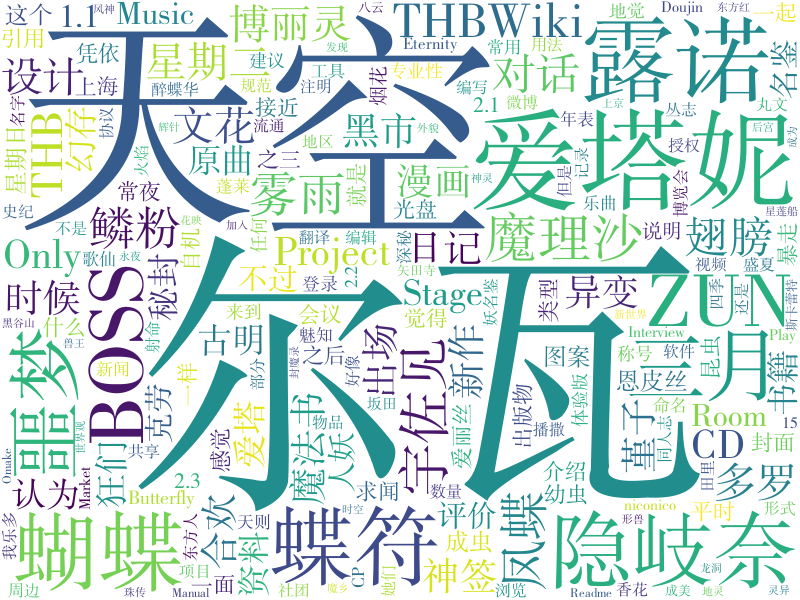 天空
尔瓦
爱塔妮
露诺
蝴蝶
蝶符
隐岐奈
ZUN
BOSS
噩梦
三月
宇佐见
魔理沙
博丽灵
THBWiki
THB
对话
名鉴
翅膀
异变
书籍
多罗
CD
凤蝶
神签
评价
合欢
资料
人妖
魔法书
堇子
新作
出场
日记
漫画
黑市
雾雨
文花
原曲
星期二
星期日
设计
幻存
鳞粉
秘封
时候
Only
Project
Stage
Room
Music
古明
爱塔
克劳
狂们
认为
感觉
不过
自机
常夜
什么
这个
1.1
引用
凭依
上海
名字
风神
醉蝶华
协议
辉针
火焰
蓬莱
史纪
不是
歌仙
加入
花映
永夜
黑谷山
兽王
新闻
一样
射命
来到
登录
翻译
编辑
任何
会议
魅知
之后
之三
就是
地区
流通
接近
建议
规范
注明
工具
发现
烟花
专业性
常用
用法
编写
八云
地觉
Eternity
Doujin
东方红
一起
2.1
微博
丛志
年表
丸文
后宫
授权
上京
成为
外貌
但是
记录
神灵
博览会
乐曲
光盘
深秘
2.2
矢田寺
觉得
类型
说明
视频
盛夏
暴走
星莲船
四季
还是
斯卡雷特
新世界
Interview
Play
称号
软件
昆虫
图案
恩皮丝
体验版
妖名鉴
出版物
播撒
命名
同人志
15
封面
田里
介绍
幼虫
成虫
求闻
爱丽丝
物品
坂田
好像
封魔录
部分
共享
2.3
Butterfly
Market
Omake
世界观
我乐多
周边
珠传
东方人
天则
项目
Manual
一面
社团
魔乡
CP
她们
时空
数量
浏览
niconico
形兽
形式
平时
成美
龙洞
灵异
香花
Readme
地灵